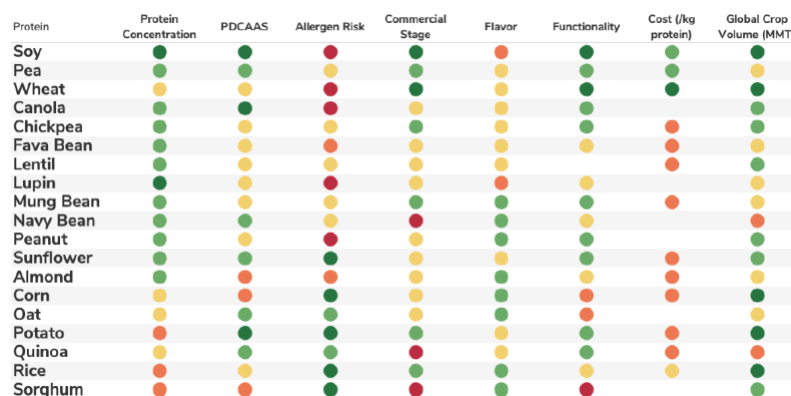 Protein Protein Concentration PDCAAS Allergen Risk Commercial Stage Flavor Functionality Cost (/kg protein) Global Crop Volume (MMT
Soy
Pea
Wheat
Canola
Chickpea
Fava Bean
Lentil
Lupin
Mung Bean
Navy Bean
Peanut
Sunflower
Almond
Corn
Oat
Potato
Quinoa
Rice
Sorghum